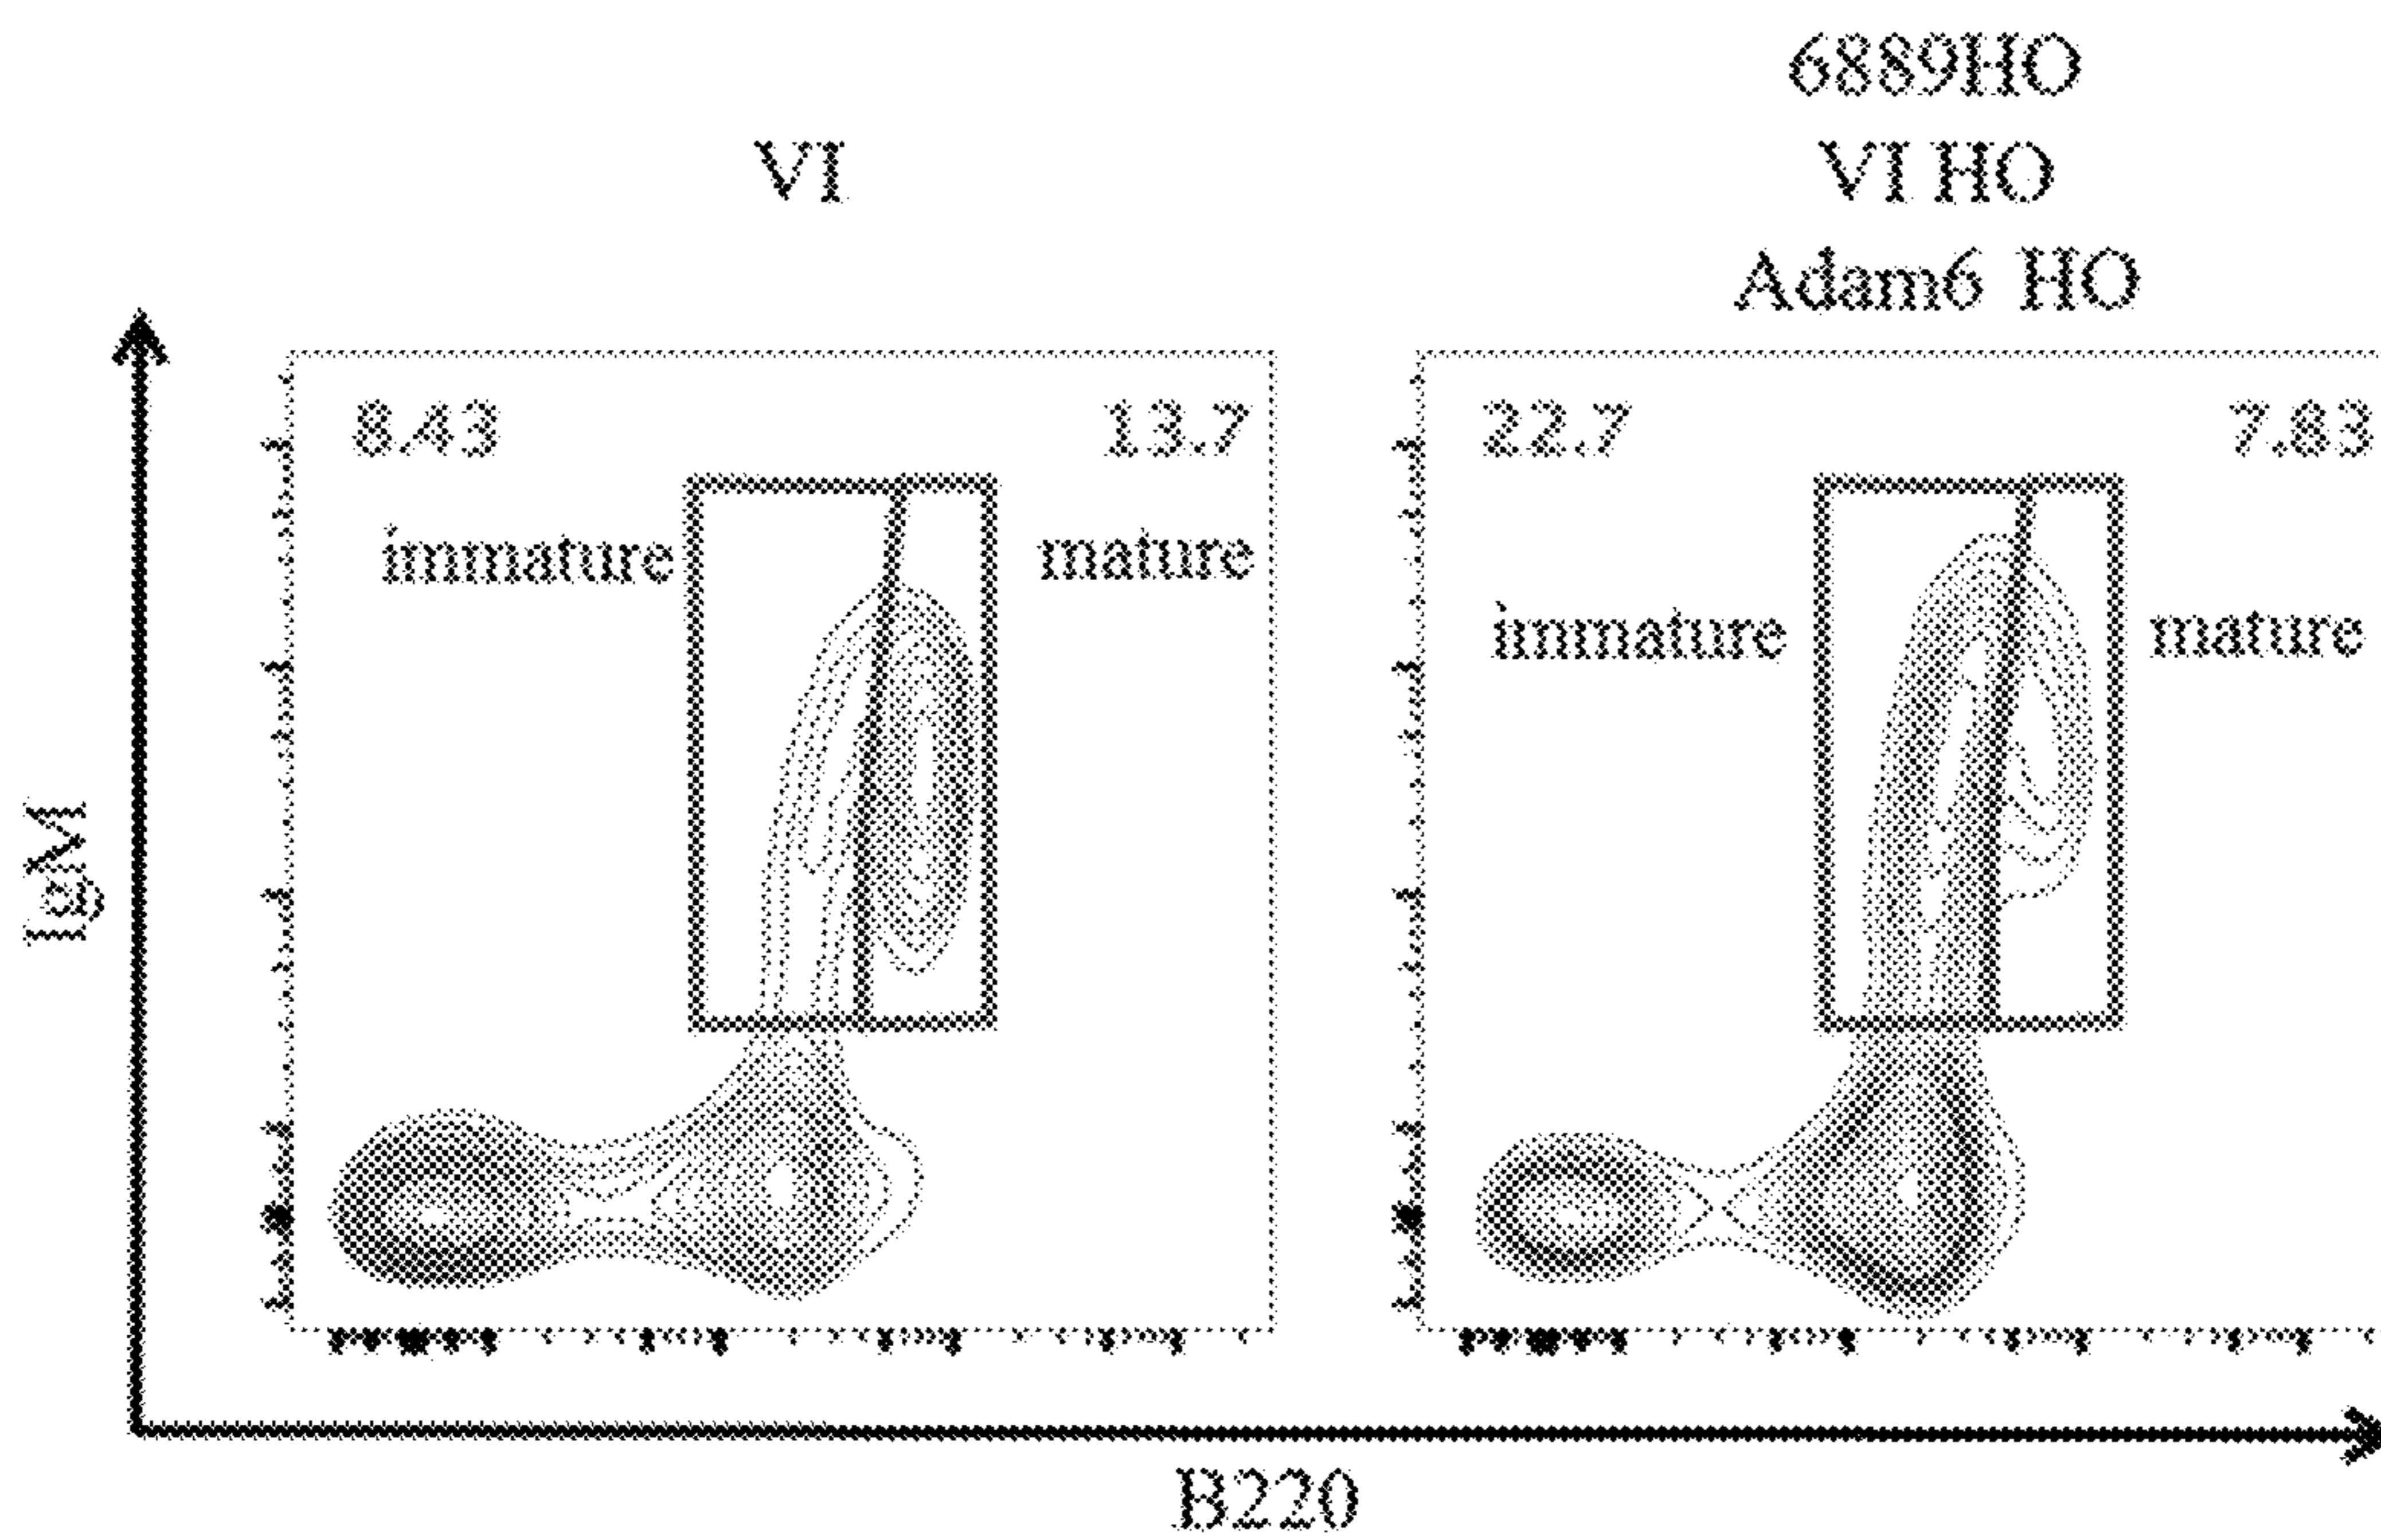 VI
6889HO
VI HO
Adam6 HO
8.43
13.7
immature
mature
22.7
7.83
immature
mature
IgM
B220